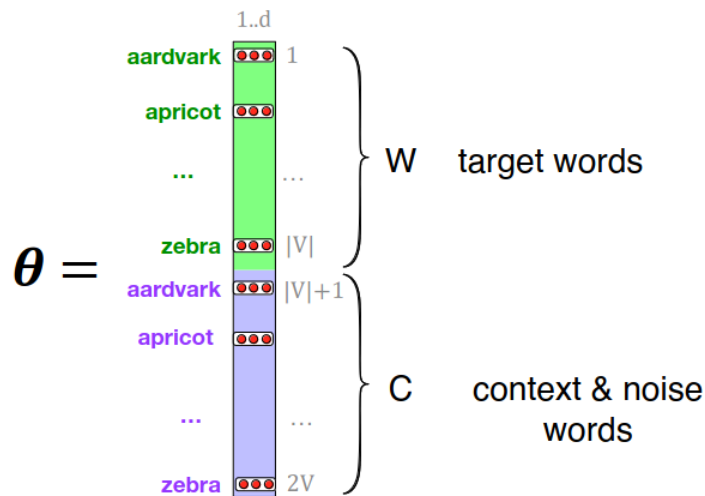 1..d
aardvark 1
apricot
... ...
zebra |V|
W target words
θ =
aardvark |V|+1
apricot
... ...
zebra 2V
C context & noise
words